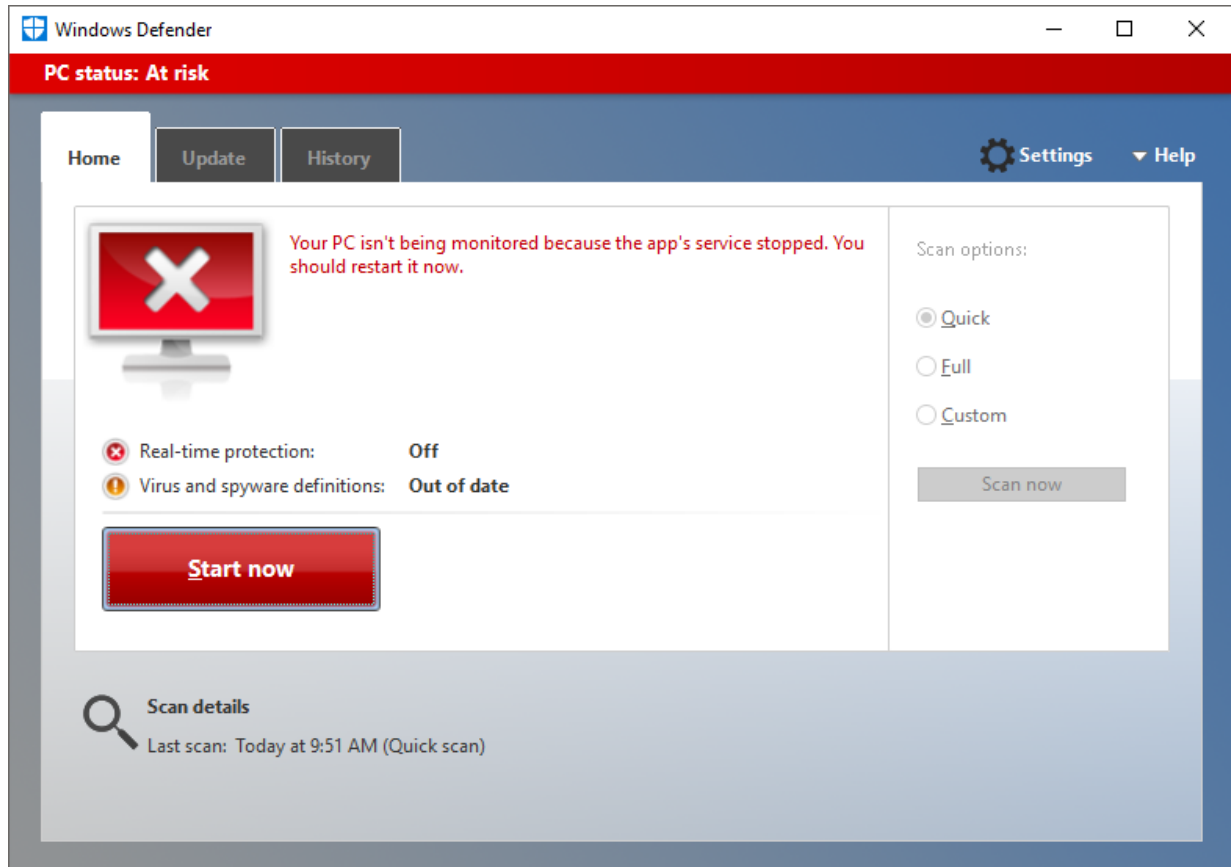 Windows Defender
PC status: At risk
Home
Update
History
Settings
Help
Your PC isn't being monitored because the app's service stopped. You
should restart it now.
Real-time protection: Off
Virus and spyware definitions: Out of date
Start now
Scan options:
Quick
Full
Custom
Scan now
Scan details
Last scan: Today at 9:51 AM (Quick scan)